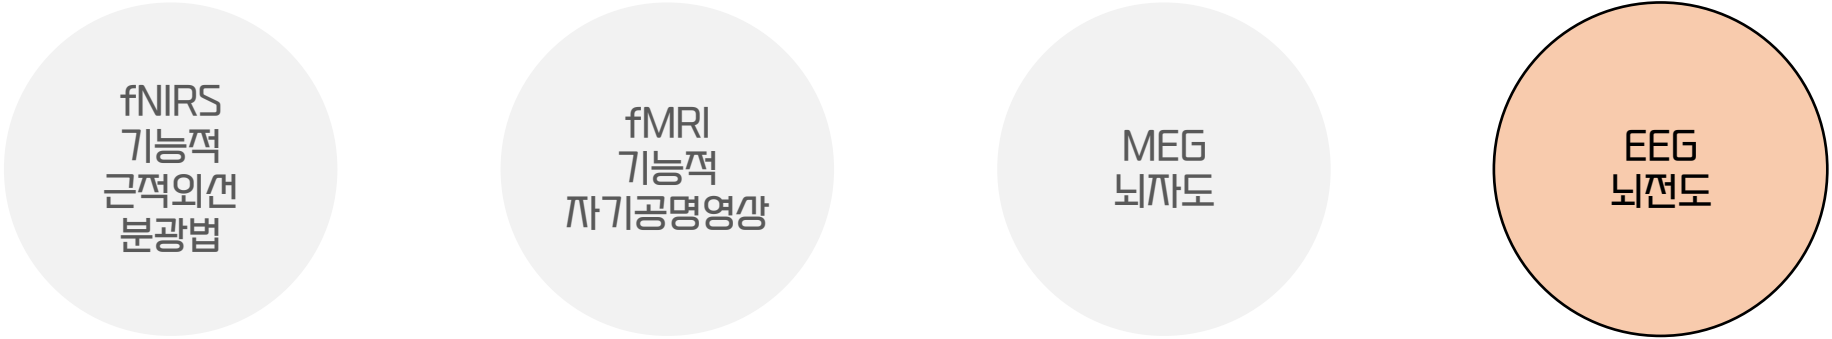 fNIRS
기능적
근적외선
분광법
fMRI
기능적
자기공명영상
MEG
뇌자도
EEG
뇌전도